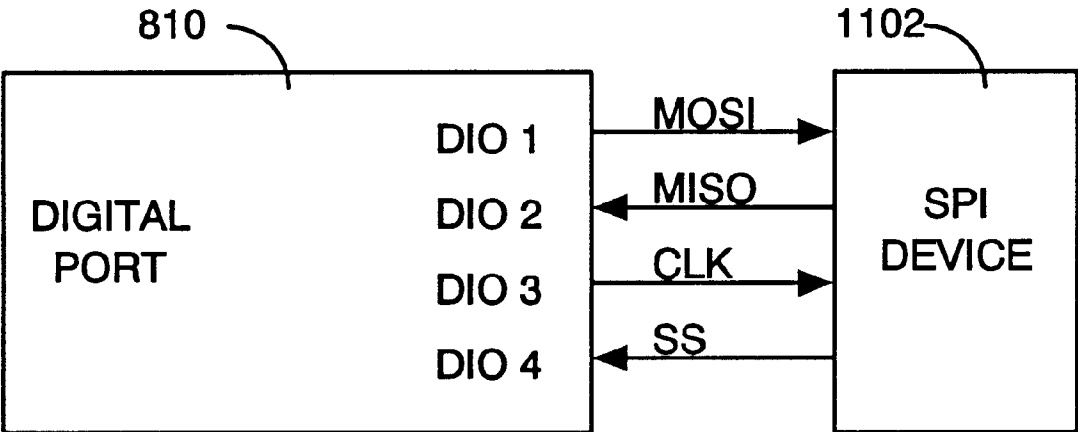 810
1102
DIGITAL
PORT
DIO 1
DIO 2
DIO 3
DIO 4
MOSI
MISO
CLK
SS
SPI
DEVICE